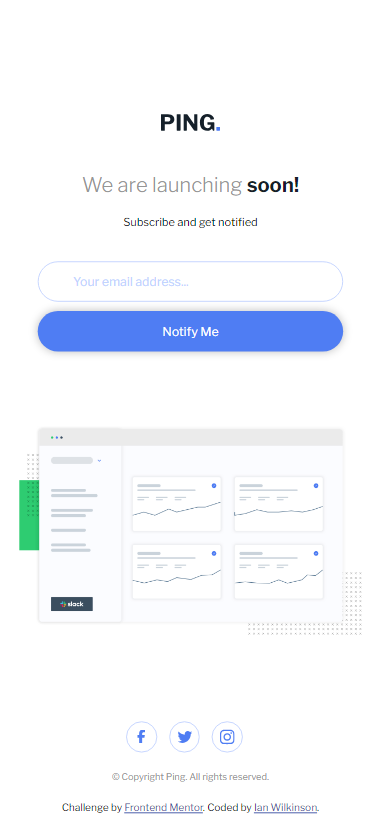 PING.
We are launching soon!
Subscribe and get notified
Your email address...
Notify Me
slack
© Copyright Ping. All rights reserved.
Challenge by Frontend Mentor. Coded by Ian Wilkinson.